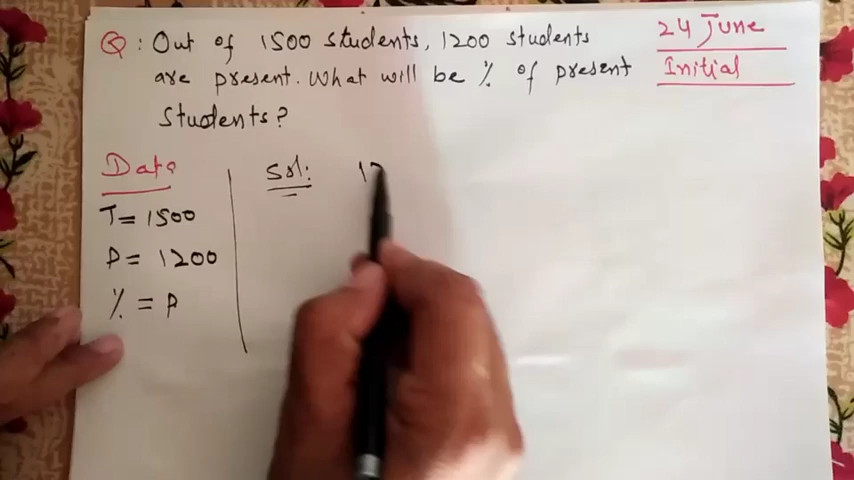 Q: Out of 1500 students, 1200 students
are present. What will be % of present
Students?
24 June
Initial
Data
T= 1500
P= 1200
% = P
Sol:
12